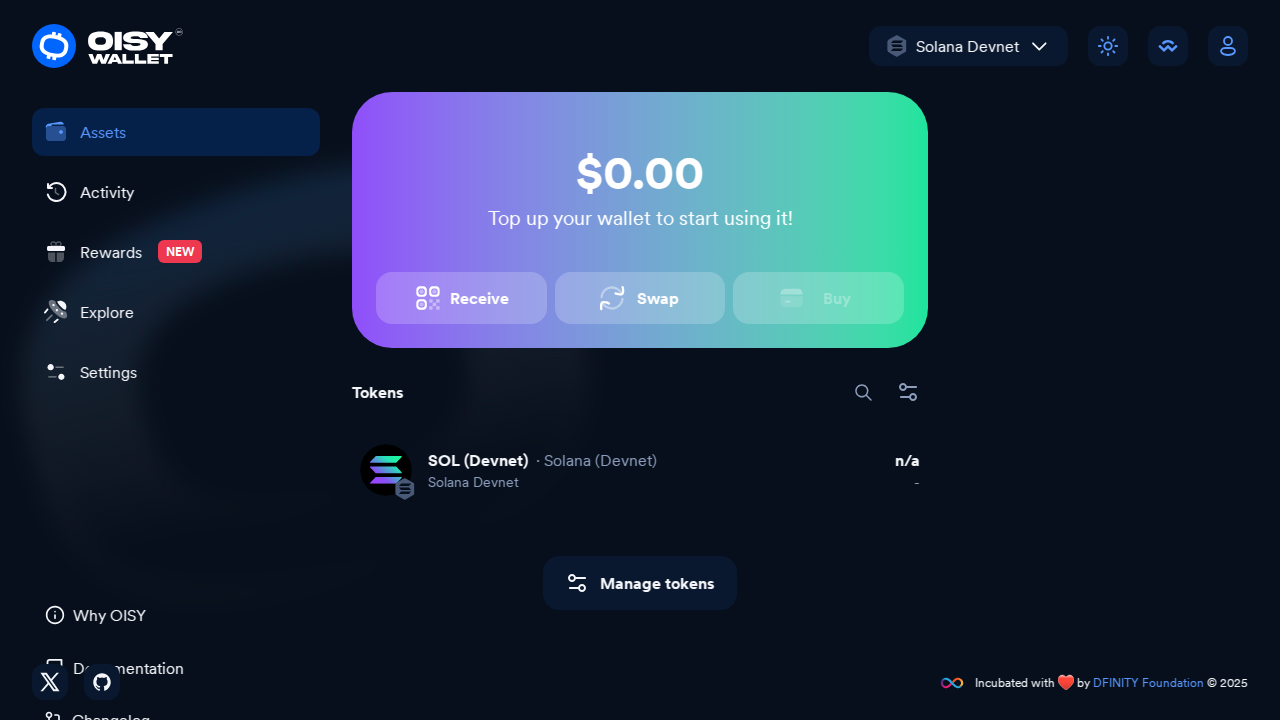 OISY
WALLET
Solana Devnet
Assets
Activity
Rewards NEW
Explore
Settings
$0.00
Top up your wallet to start using it!
Receive
Swap
Buy
Tokens
SOL (Devnet) · Solana (Devnet)
n/a
Solana Devnet
-
Manage tokens
Why OISY
Documentation
Changelog
Incubated with ❤️ by DFINITY Foundation © 2025